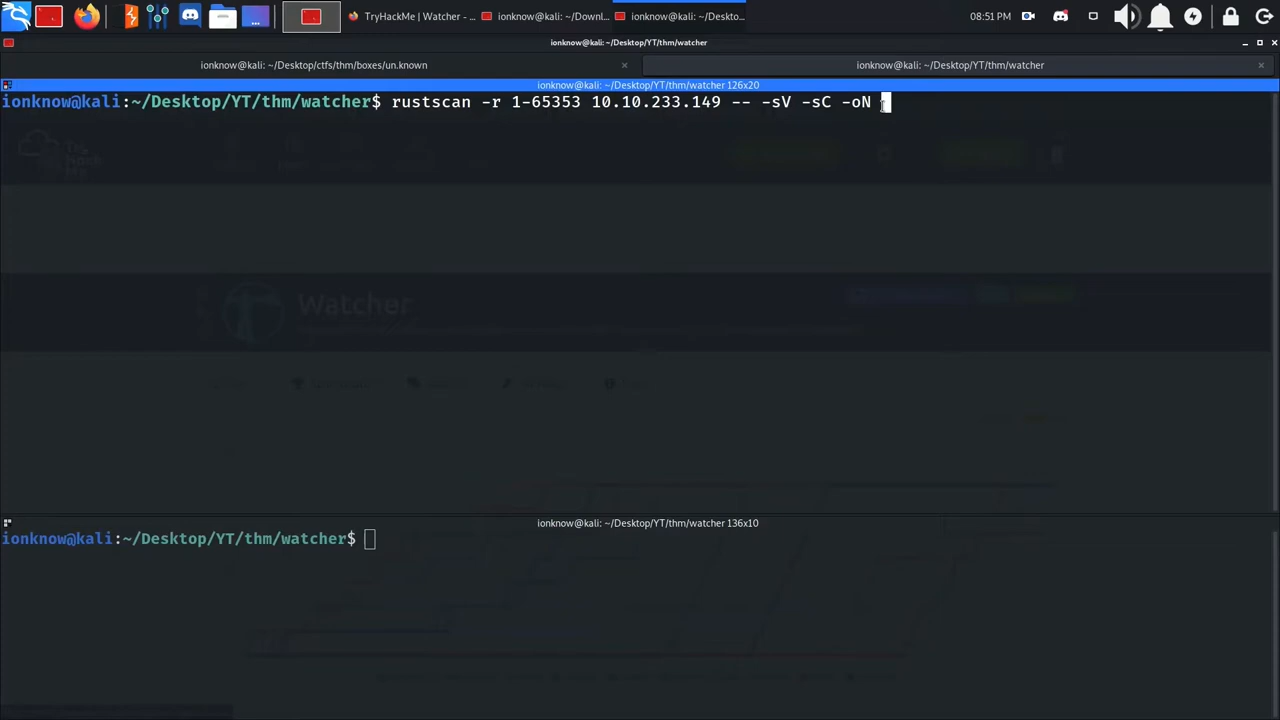 TryHackMe | Watcher - ...
ionknow@kali: ~/Downl...
ionknow@kali: ~/Deskto...
08:51 PM
ionknow@kali: ~/Desktop/YT/thm/watcher
ionknow@kali: ~/Desktop/ctfs/thm/boxes/un.known
ionknow@kali: ~/Desktop/YT/thm/watcher
ionknow@kali: ~/Desktop/YT/thm/watcher 126x20
ionknow@kali:~/Desktop/YT/thm/watcher$ rustscan -r 1-65353 10.10.233.149 -- -sV -sC -oN
Watcher
ionknow@kali: ~/Desktop/YT/thm/watcher 136x10
ionknow@kali:~/Desktop/YT/thm/watcher$